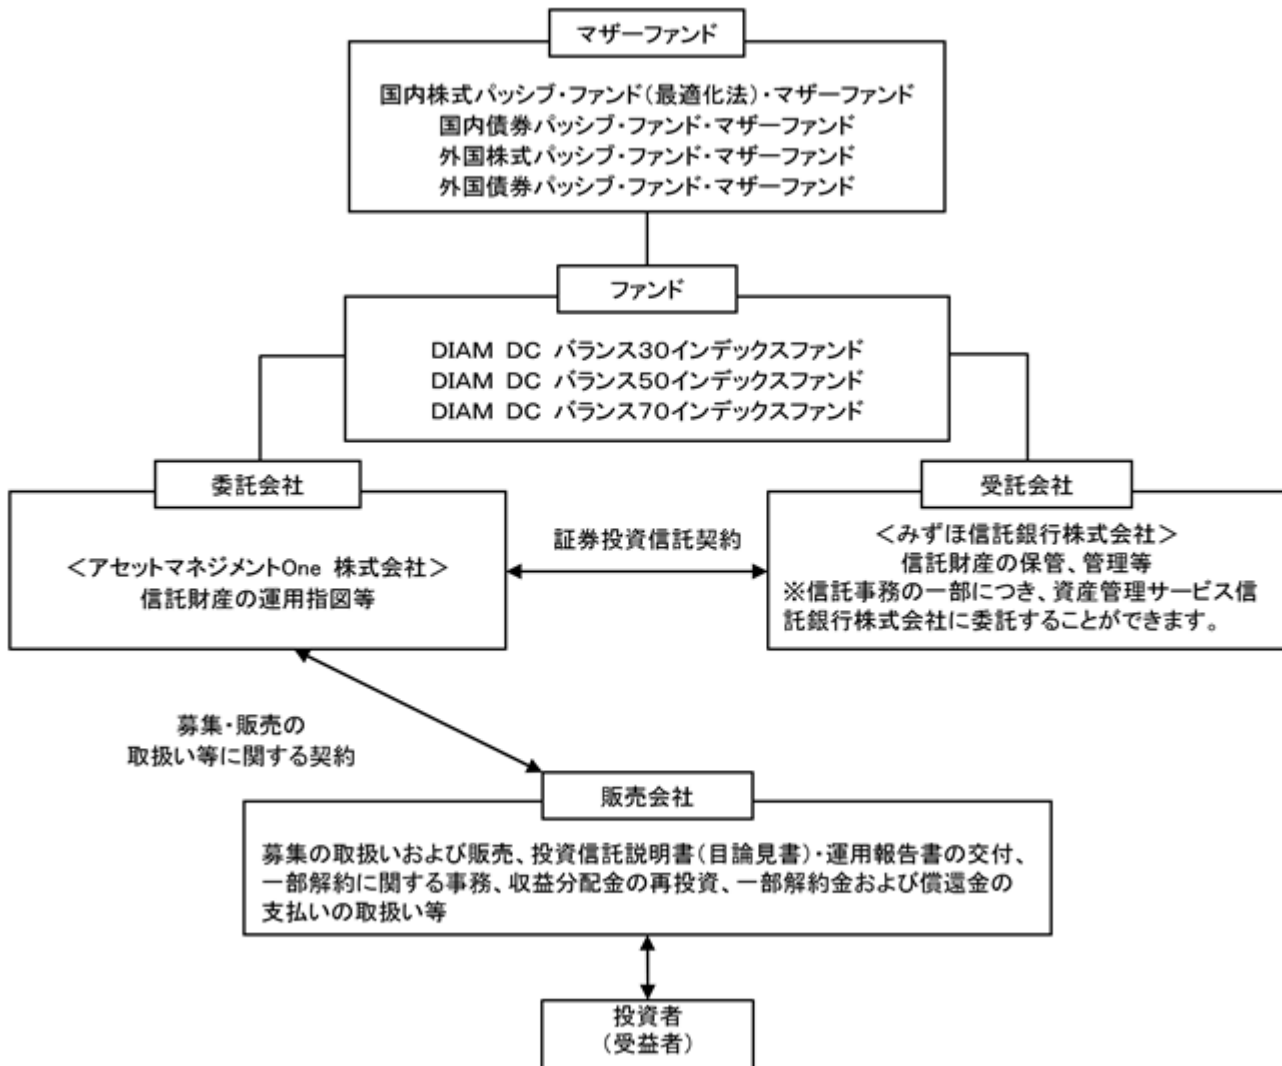 マザーファンド
国内株式パッシブ・ファンド(最適化法)・マザーファンド
国内債券パッシブ・ファンド・マザーファンド
外国株式パッシブ・ファンド・マザーファンド
外国債券パッシブ・ファンド・マザーファンド
ファンド
DIAM DC バランス30インデックスファンド
DIAM DC バランス50インデックスファンド
DIAM DC バランス70インデックスファンド
委託会社
<アセットマネジメントOne 株式会社>
信託財産の運用指図等
証券投資信託契約
受託会社
<みずほ信託銀行株式会社>
信託財産の保管、管理等
※信託事務の一部につき、資産管理サービス信
託銀行株式会社に委託することができます。
募集・販売の
取扱い等に関する契約
販売会社
募集の取扱いおよび販売、投資信託説明書(目論見書)・運用報告書の交付、
一部解約に関する事務、収益分配金の再投資、一部解約金および償還金の
支払いの取扱い等
投資者
(受益者)